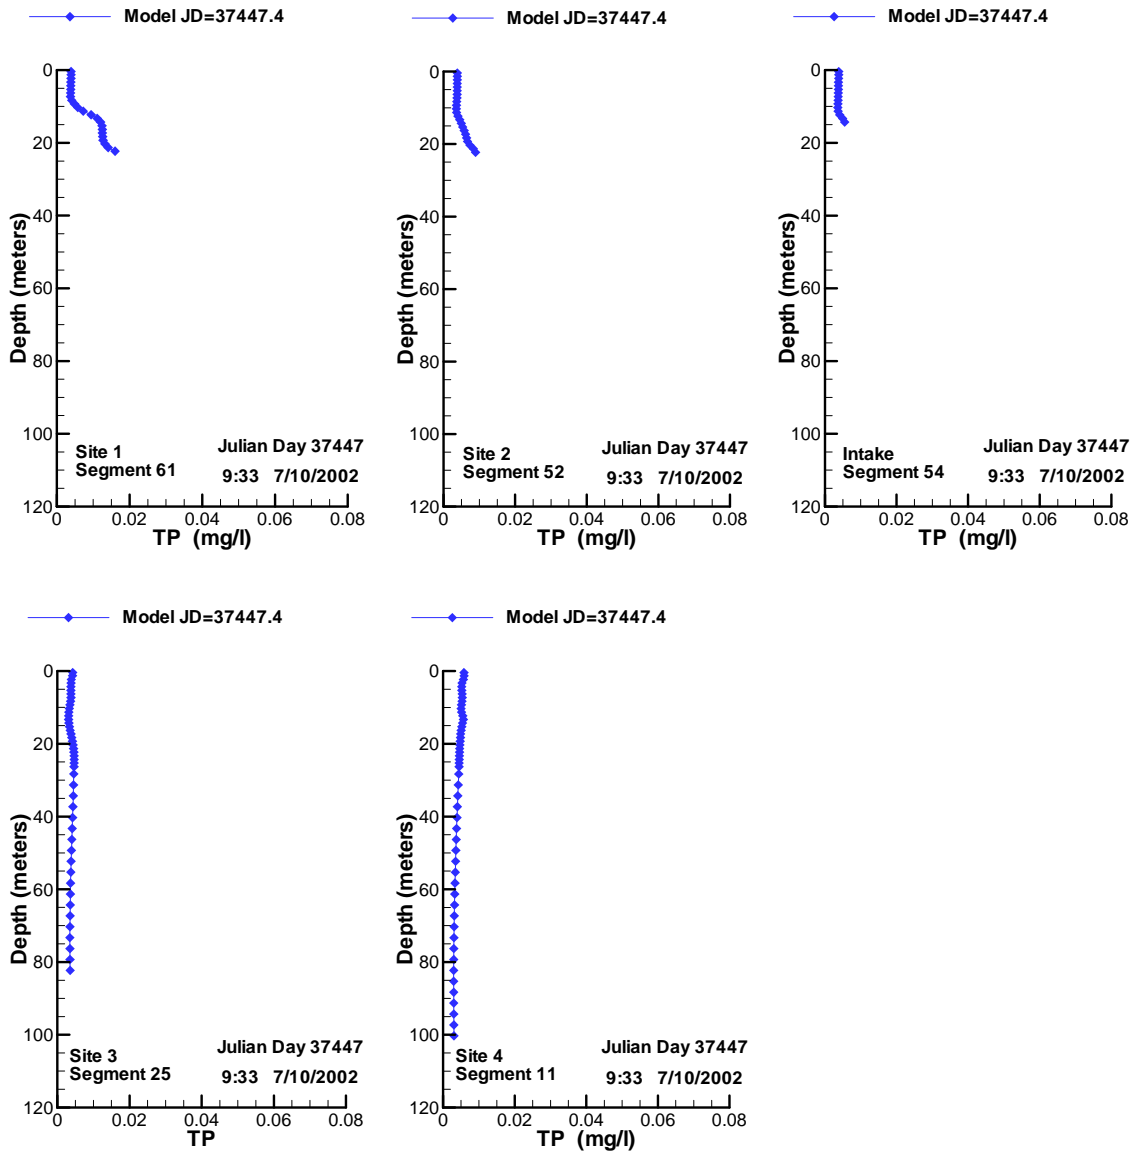 Model JD=37447.4
0
20
40
60
80
100
120
Depth (meters)
Site 1
Segment 61
Julian Day 37447
9:33 7/10/2002
0 0.02 0.04 0.06 0.08
TP (mg/l)
Model JD=37447.4
0
20
40
60
80
100
120
Depth (meters)
Site 2
Segment 52
Julian Day 37447
9:33 7/10/2002
0 0.02 0.04 0.06 0.08
TP (mg/l)
Model JD=37447.4
0
20
40
60
80
100
120
Depth (meters)
Intake
Segment 54
Julian Day 37447
9:33 7/10/2002
0 0.02 0.04 0.06 0.08
TP (mg/l)
Model JD=37447.4
0
20
40
60
80
100
120
Depth (meters)
Site 3
Segment 25
Julian Day 37447
9:33 7/10/2002
0 0.02 0.04 0.06 0.08
TP
Model JD=37447.4
0
20
40
60
80
100
120
Depth (meters)
Site 4
Segment 11
Julian Day 37447
9:33 7/10/2002
0 0.02 0.04 0.06 0.08
TP (mg/l)